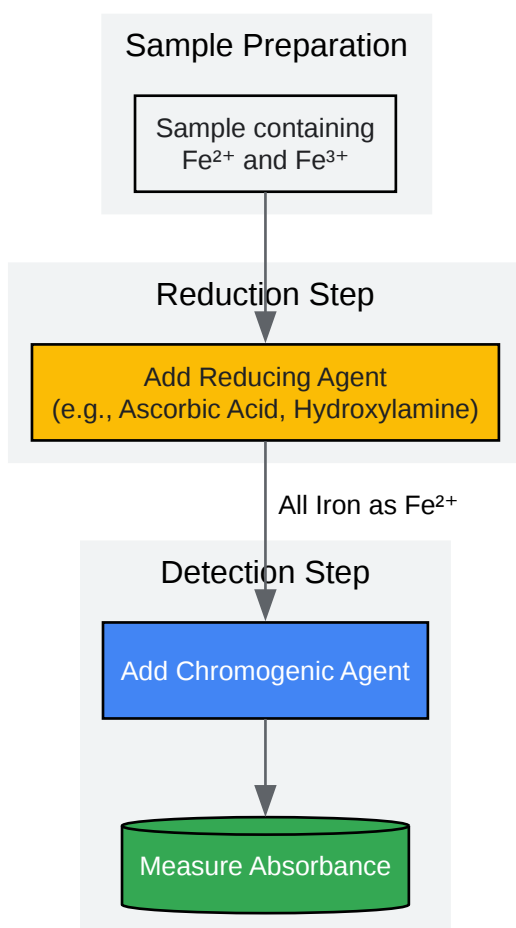 Sample Preparation
Sample containing
Fe²⁺ and Fe³⁺
Reduction Step
Add Reducing Agent
(e.g., Ascorbic Acid, Hydroxylamine)
All Iron as Fe²⁺
Detection Step
Add Chromogenic Agent
Measure Absorbance